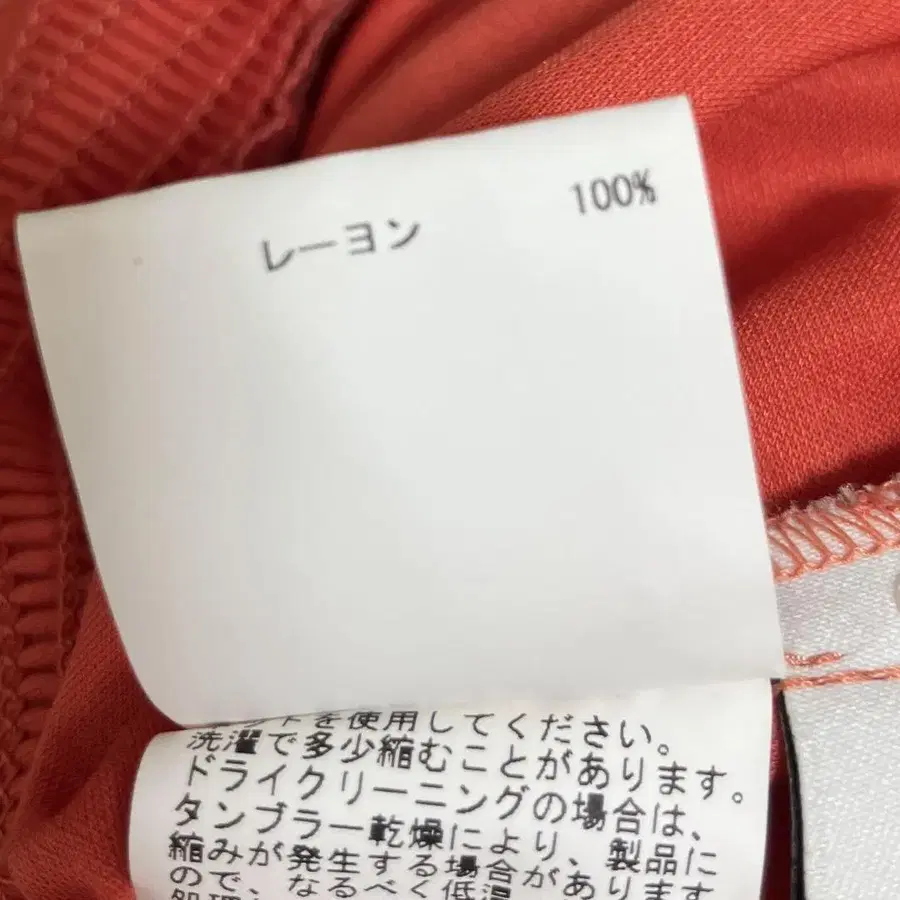 レーヨン 100%
を使用してください。
洗濯で多少縮むことがあります。
ドライクリーニングの場合は、
タンブラー乾燥により、製品に
縮みが発生する場合があります
ので、なるべく低温